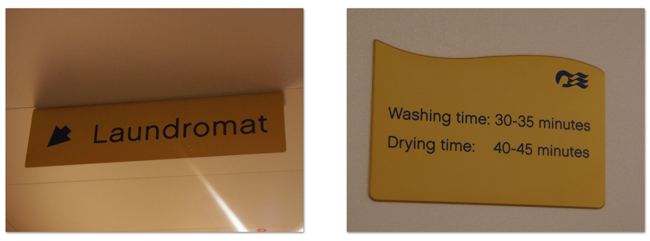 Laundromat
Washing time: 30-35 minutes
Drying time: 40-45 minutes